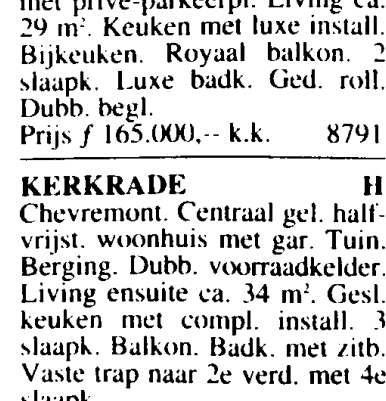 met privé-parkeerpl. Living ca.
29 m². Keuken met luxe install.
Bijkeuken. Royaal balkon. 2
slaapk. Luxe badk. Ged. roll.
Dubb. begl.
Prijs ƒ 165.000,-- k.k. 8791
KERKRADE H
Chevremont. Centraal gel. half-
vrijst. woonhuis met gar. Tuin.
Berging. Dubb. voorraadkelder.
Living ensuite ca. 34 m². Gesl.
keuken met compl. install. 3
slaapk. Balkon. Badk. met zitb.
Vaste trap naar 2e verd. met 4e
slaapk.